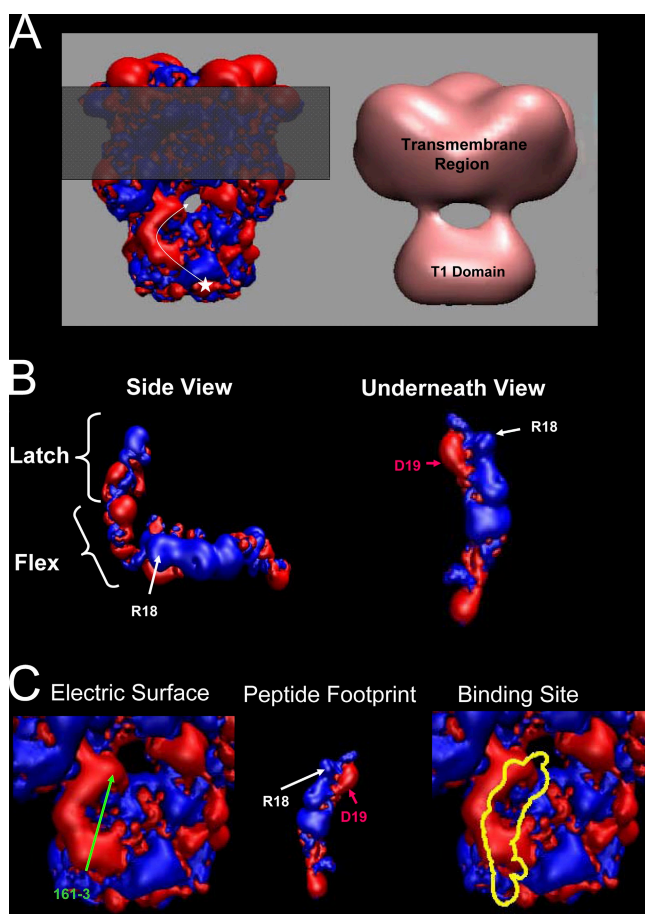 A
Transmembrane
Region
T1 Domain
B
Side View
Underneath View
Latch
R18
D19
Flex
R18
C
Electric Surface
Peptide Footprint
Binding Site
R18
D19
161-3